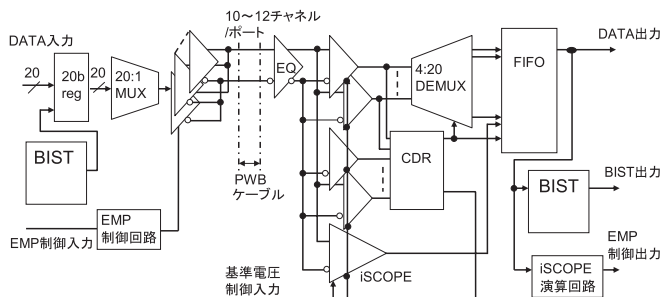 10～12チャネル
/ポート
DATA入力
20
20b
reg
20
20:1
MUX
EQ
4:20
DEMUX
FIFO
DATA出力
BIST
PWB
ケーブル
CDR
BIST
BIST出力
EMP制御入力
EMP
制御回路
基準電圧
制御入力
iSCOPE
iSCOPE
演算回路
EMP
制御出力